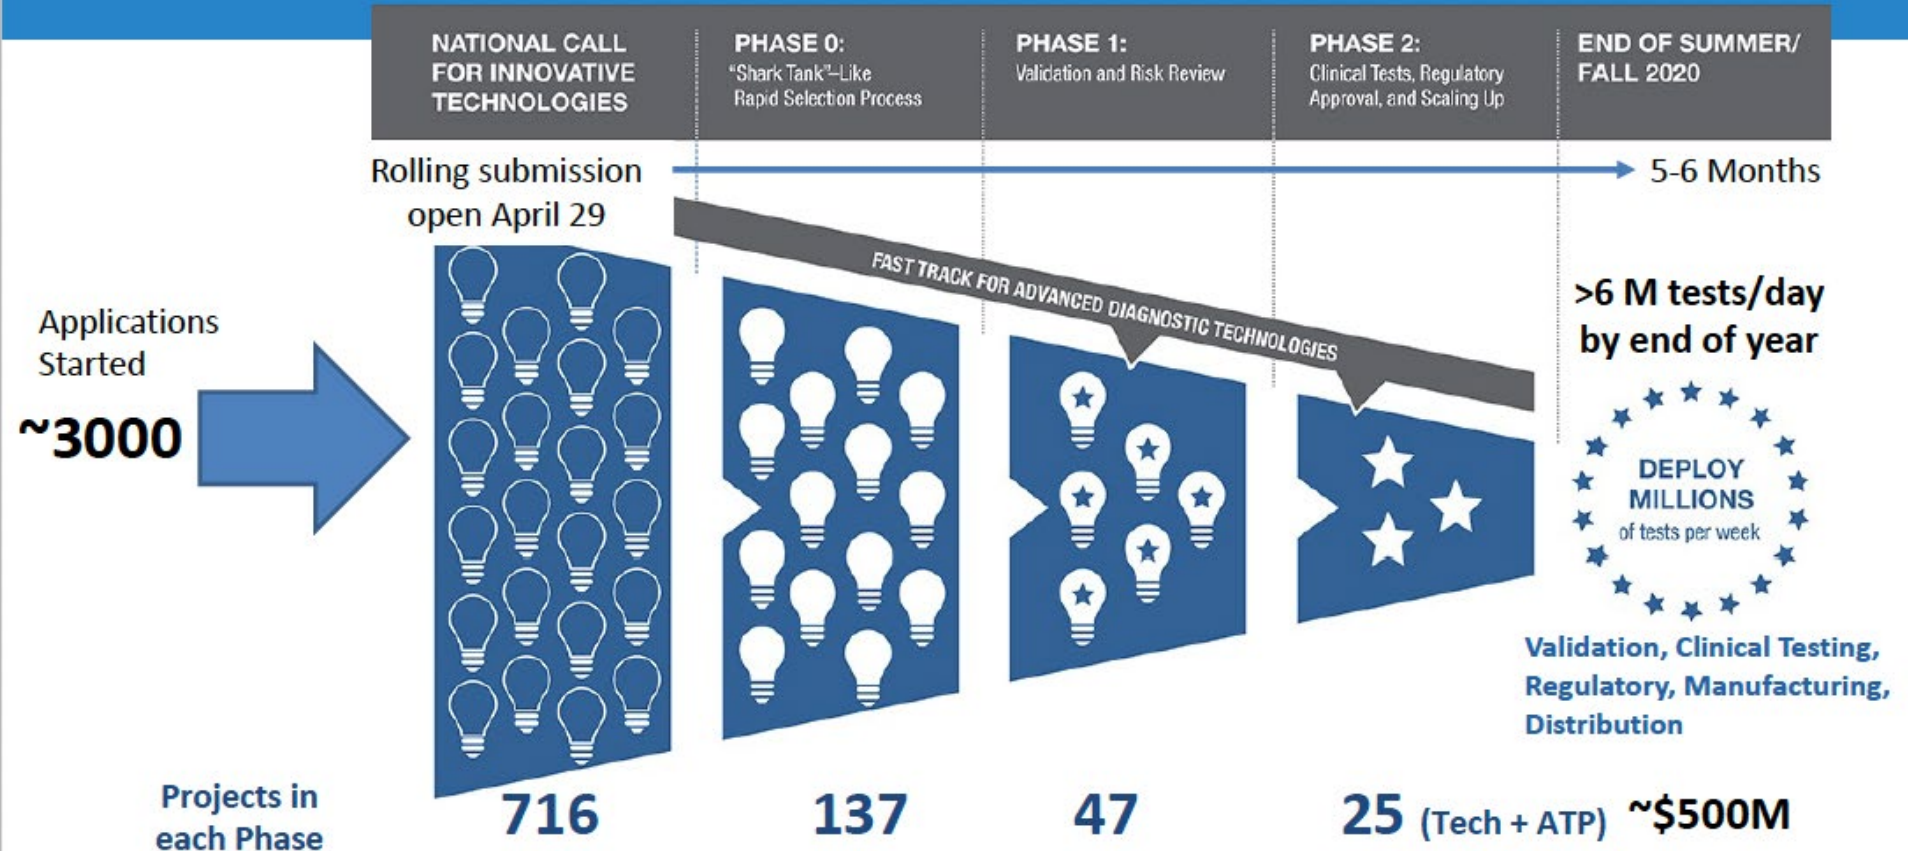 NATIONAL CALL
FOR INNOVATIVE
TECHNOLOGIES
PHASE 0:
“Shark Tank”–Like
Rapid Selection Process
PHASE 1:
Validation and Risk Review
PHASE 2:
Clinical Tests, Regulatory
Approval, and Scaling Up
END OF SUMMER/
FALL 2020
Rolling submission
open April 29
5-6 Months
FAST TRACK FOR ADVANCED DIAGNOSTIC TECHNOLOGIES
Applications
Started
~3000
>6 M tests/day
by end of year
DEPLOY
MILLIONS
of tests per week
Validation, Clinical Testing,
Regulatory, Manufacturing,
Distribution
Projects in
each Phase
716
137
47
25 (Tech + ATP)
~$500M